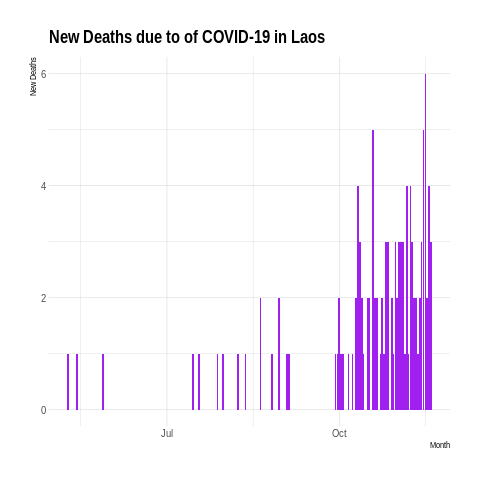 New Deaths due to of COVID-19 in Laos
New Deaths
6
4
2
0
Jul
Oct
Month